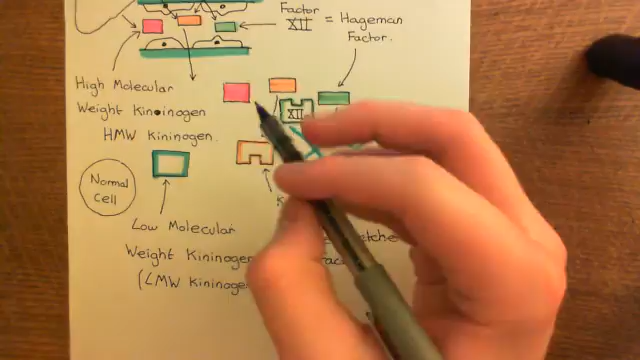 Factor
XII = Hageman
Factor.
High Molecular
Weight Kininogen
HMW Kininogen.
XII
Normal
Cell
K
Low Molecular
Weight Kininogen
(LMW Kininogen